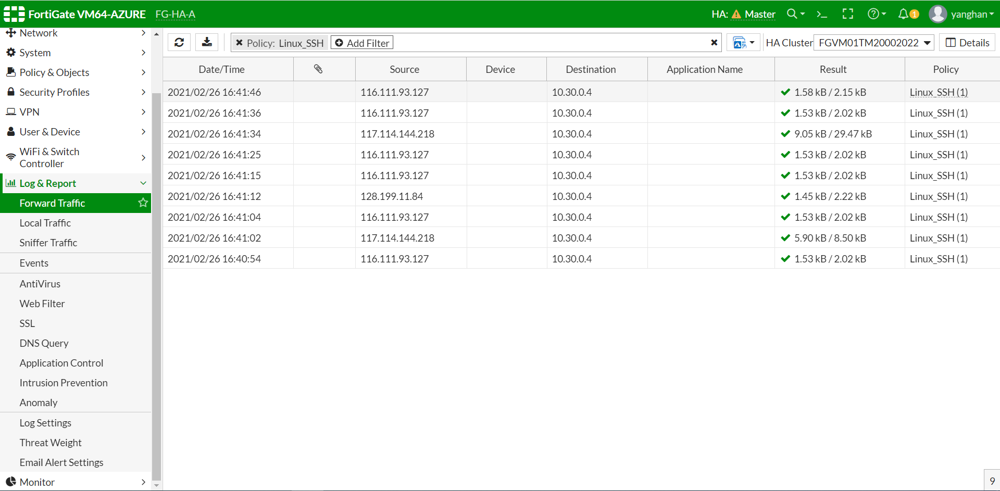 FortiGate VM64-AZURE FG-HA-A HA: Master 1 yanghan
Network
System
Policy & Objects
Security Profiles
VPN
User & Device
WiFi & Switch
Controller
Log & Report
Forward Traffic
Local Traffic
Sniffer Traffic
Events
AntiVirus
Web Filter
SSL
DNS Query
Application Control
Intrusion Prevention
Anomaly
Log Settings
Threat Weight
Email Alert Settings
Monitor
Policy: Linux_SSH Add Filter HA Cluster FGVM01TM20002022 Details
Date/Time Source Device Destination Application Name Result Policy
2021/02/26 16:41:46 116.111.93.127 10.30.0.4 1.58 kB / 2.15 kB Linux_SSH (1)
2021/02/26 16:41:36 116.111.93.127 10.30.0.4 1.53 kB / 2.02 kB Linux_SSH (1)
2021/02/26 16:41:34 117.114.144.218 10.30.0.4 9.05 kB / 29.47 kB Linux_SSH (1)
2021/02/26 16:41:25 116.111.93.127 10.30.0.4 1.53 kB / 2.02 kB Linux_SSH (1)
2021/02/26 16:41:15 116.111.93.127 10.30.0.4 1.53 kB / 2.02 kB Linux_SSH (1)
2021/02/26 16:41:12 128.199.11.84 10.30.0.4 1.45 kB / 2.22 kB Linux_SSH (1)
2021/02/26 16:41:04 116.111.93.127 10.30.0.4 1.53 kB / 2.02 kB Linux_SSH (1)
2021/02/26 16:41:02 117.114.144.218 10.30.0.4 5.90 kB / 8.50 kB Linux_SSH (1)
2021/02/26 16:40:54 116.111.93.127 10.30.0.4 1.53 kB / 2.02 kB Linux_SSH (1)
9